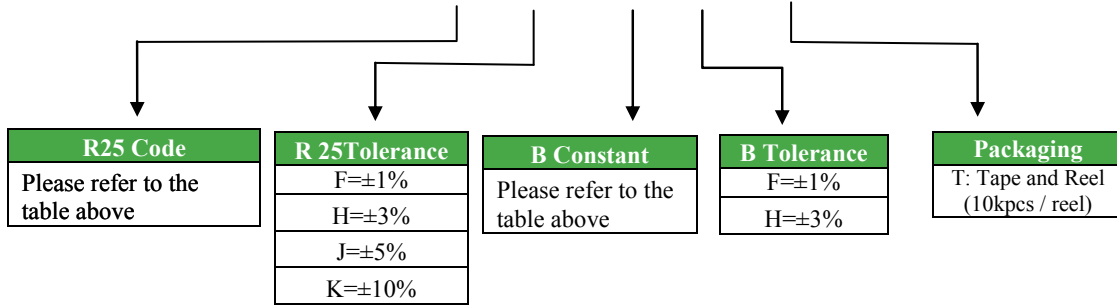 R25 Code
Please refer to the
table above
R 25Tolerance
F=±1%
H=±3%
J=±5%
K=±10%
B Constant
Please refer to the
table above
B Tolerance
F=±1%
H=±3%
Packaging
T: Tape and Reel
(10kpcs / reel)